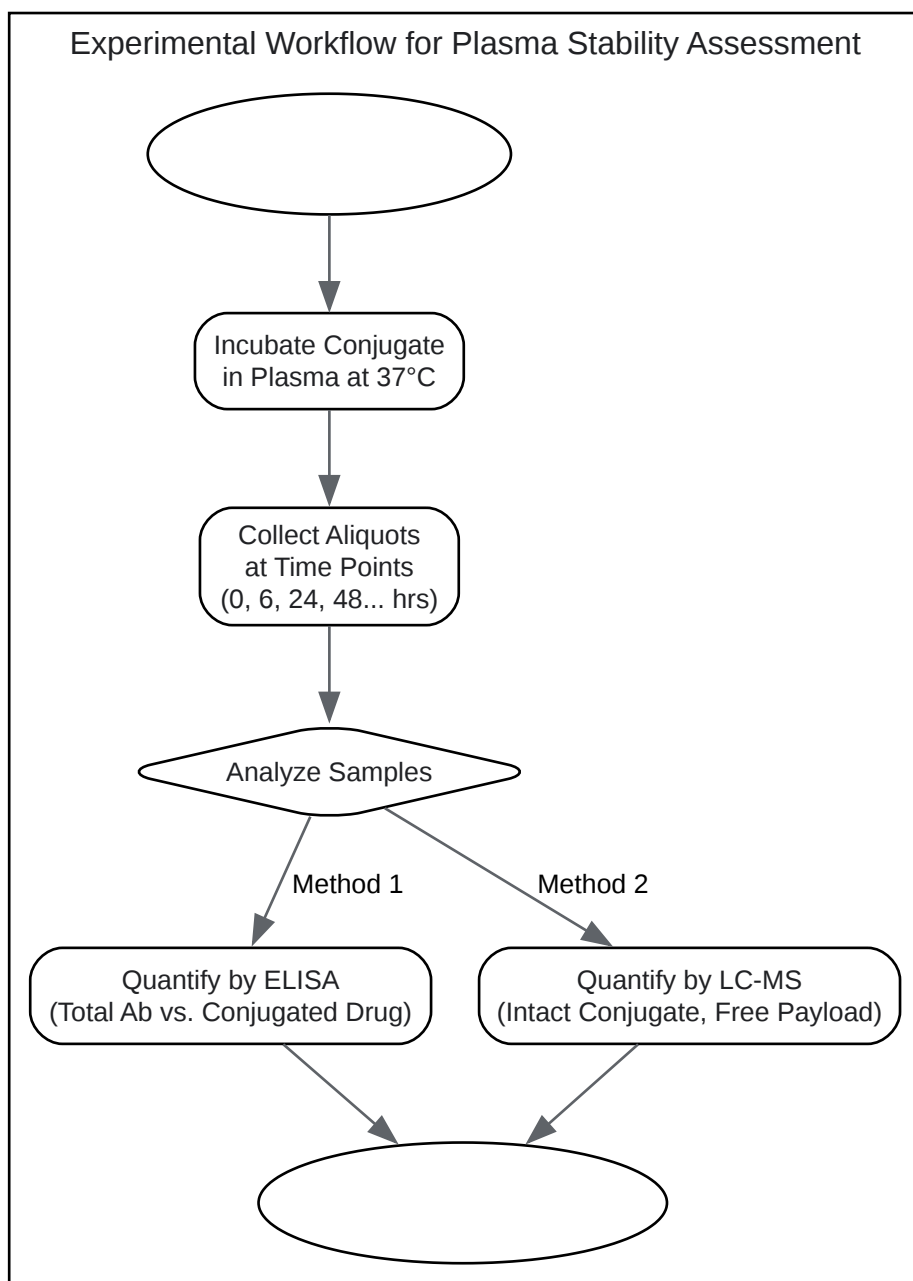 Experimental Workflow for Plasma Stability Assessment
Incubate Conjugate
in Plasma at 37°C
Collect Aliquots
at Time Points
(0, 6, 24, 48... hrs)
Analyze Samples
Method 1
Method 2
Quantify by ELISA
(Total Ab vs. Conjugated Drug)
Quantify by LC-MS
(Intact Conjugate, Free Payload)